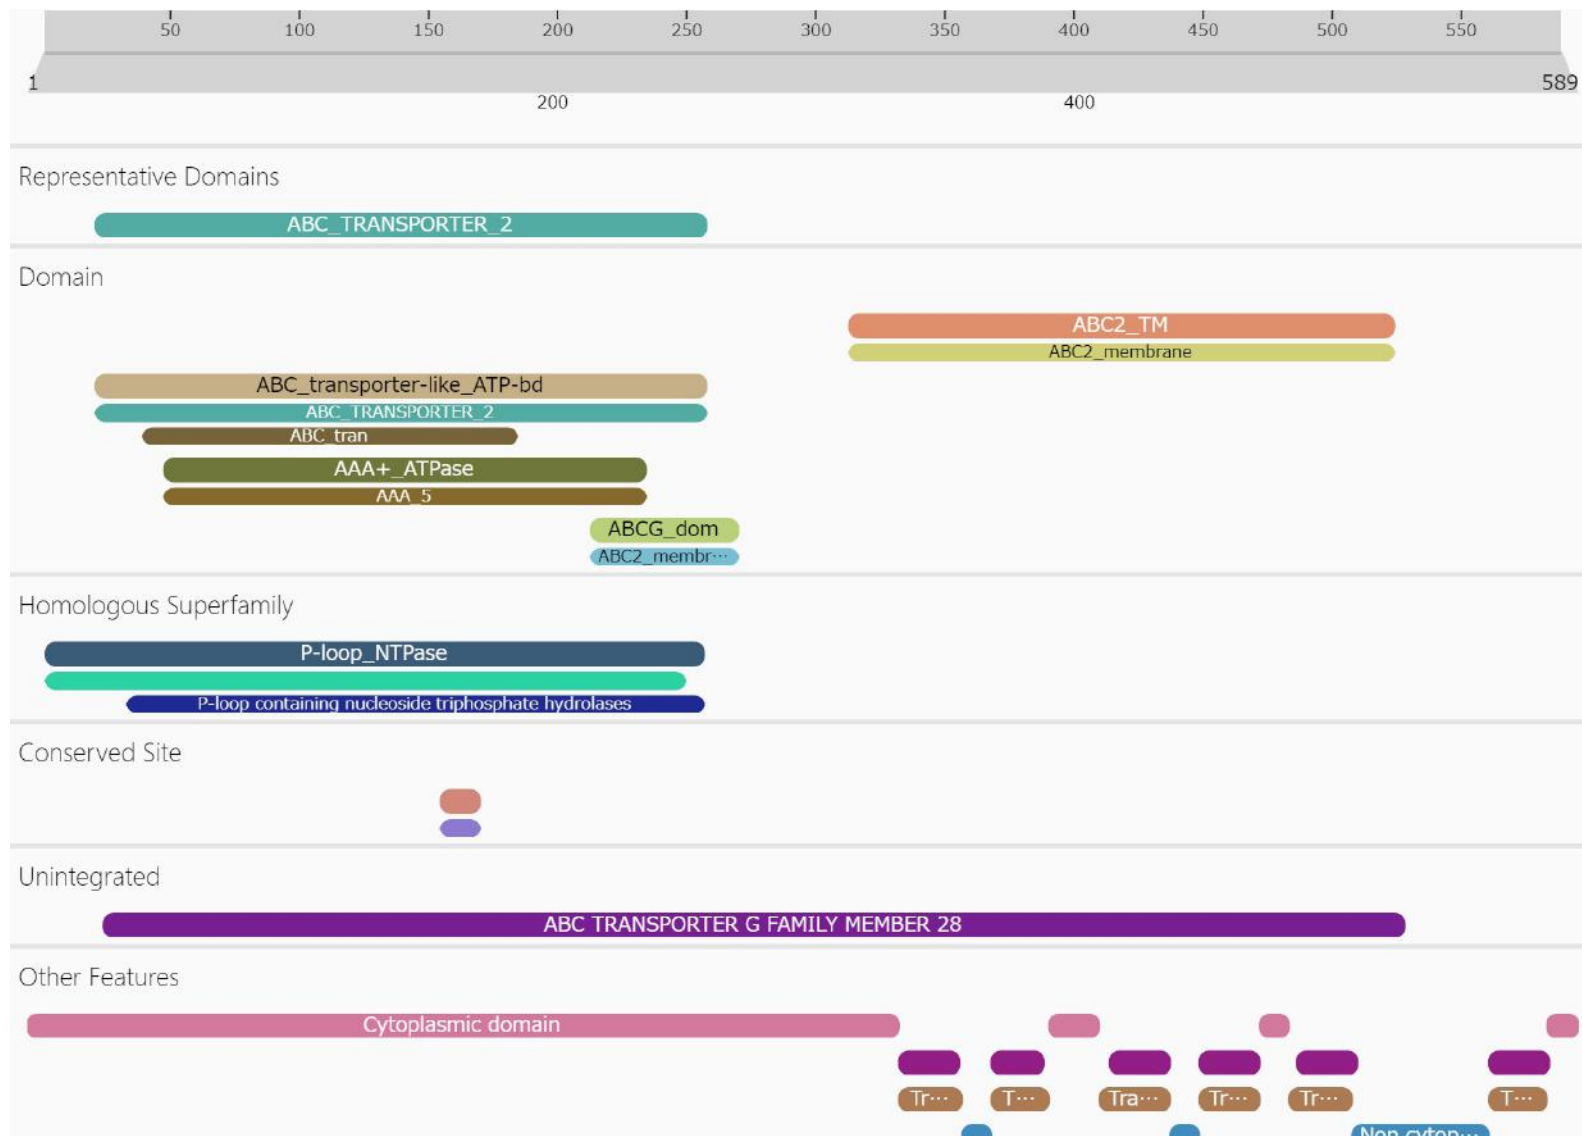 50 100 150 200 250 300 350 400 450 500 550
1 589
200 400
Representative Domains
ABC_TRANSPORTER_2
Domain
ABC2_TM
ABC2_membrane
ABC_transporter-like_ATP-bd
ABC_TRANSPORTER_2
ABC_tran
AAA+_ATPase
AAA_5
ABCG_dom
ABC2_membr···
Homologous Superfamily
P-loop_NTPase
P-loop containing nucleoside triphosphate hydrolases
Conserved Site
Unintegrated
ABC TRANSPORTER G FAMILY MEMBER 28
Other Features
Cytoplasmic domain
Tr··· T··· Tra··· Tr··· Tr··· T···
Non cytop···